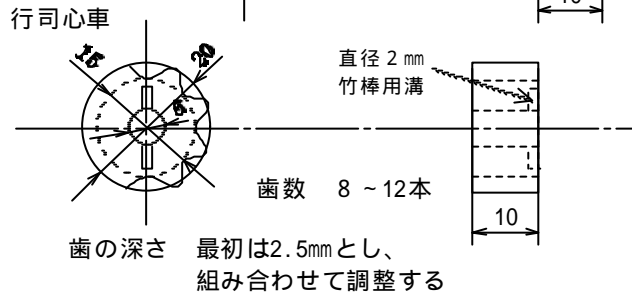 行司心車
15
20
6
直径2㎜
竹棒用溝
歯数 8 ~12本
10
歯の深さ 最初は2.5㎜とし、
組み合わせて調整する